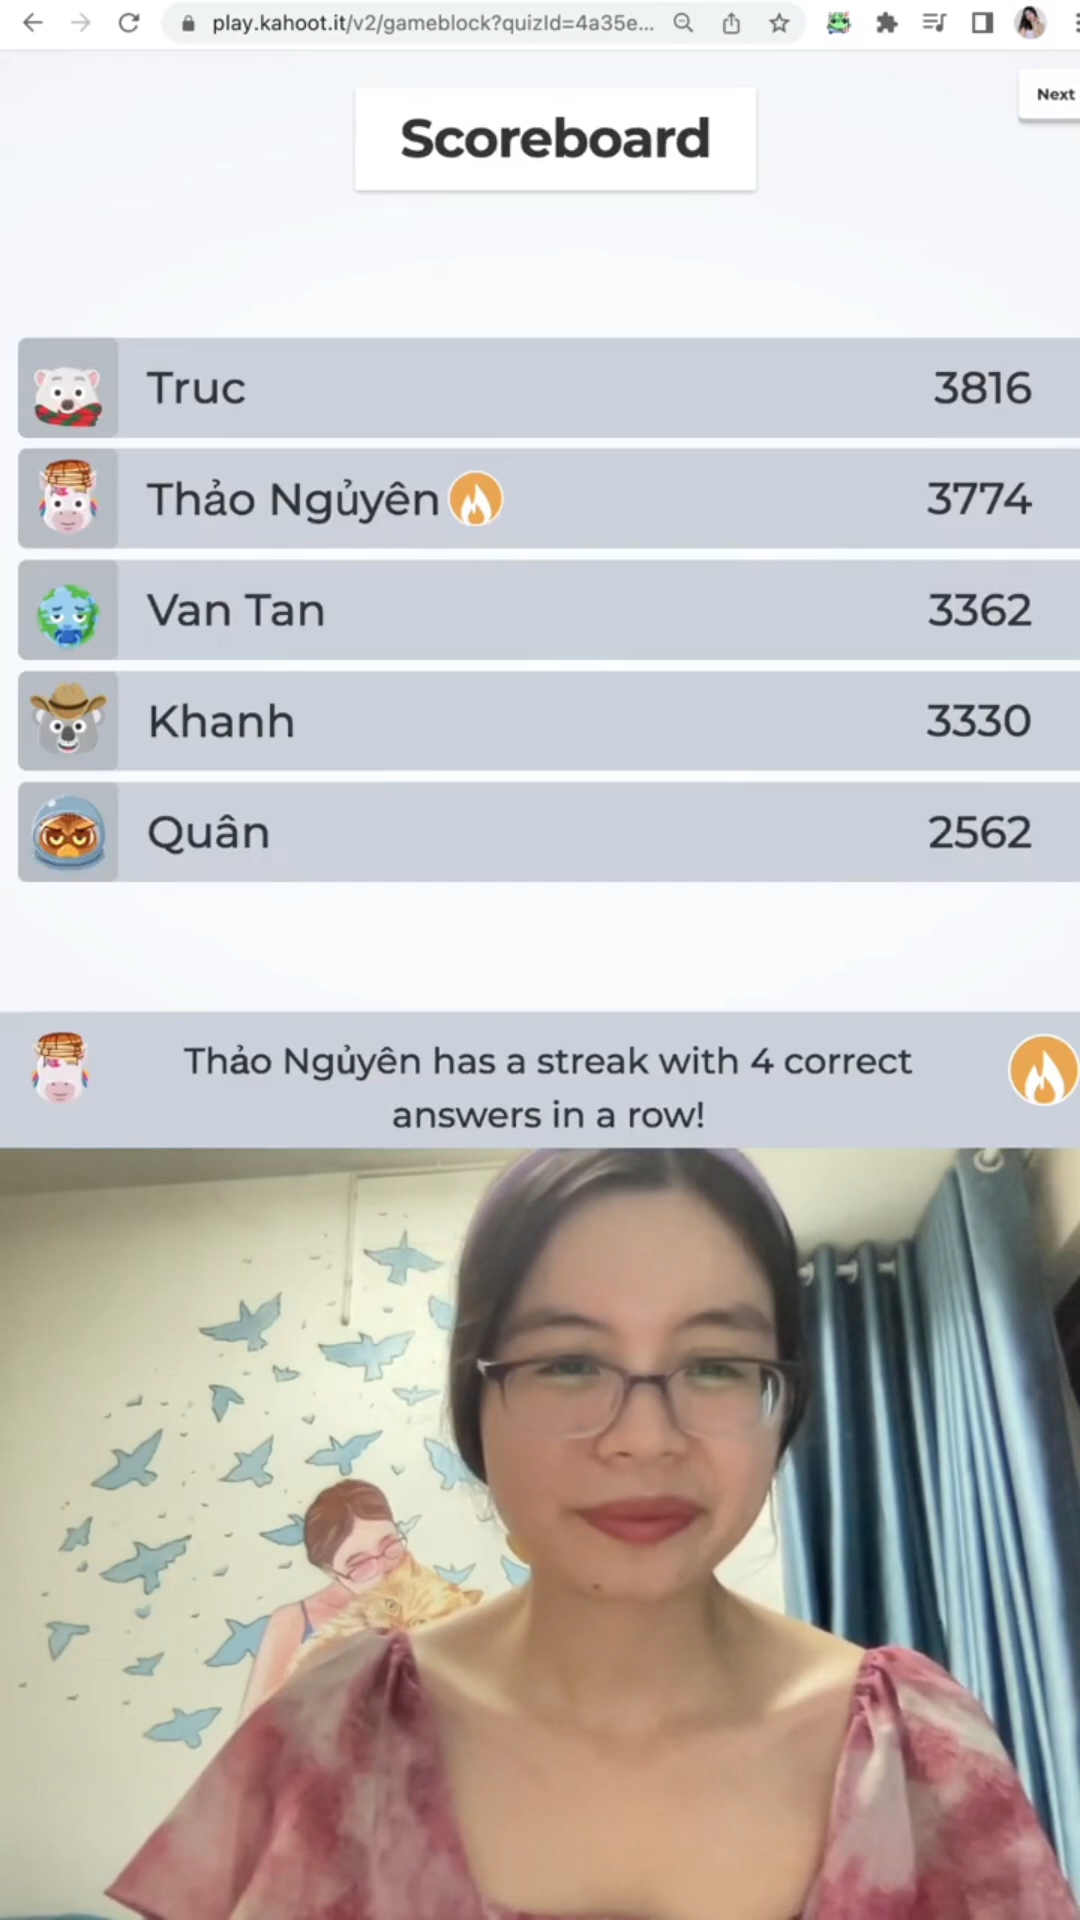 play.kahoot.it/v2/gameblock?quizId=4a35e...
Next
Scoreboard
Truc 3816
Thảo Ngủyên 3774
Van Tan 3362
Khanh 3330
Quân 2562
Thảo Ngủyên has a streak with 4 correct
answers in a row!